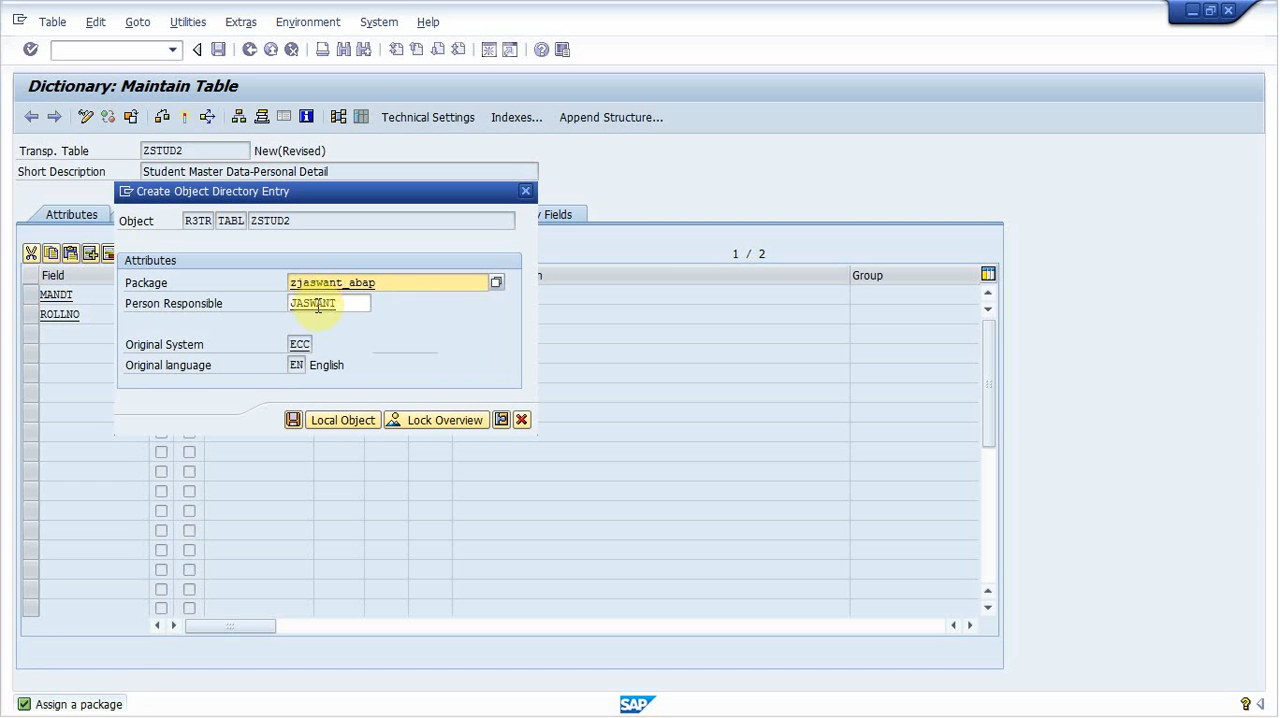 Table Edit Goto Utilities Extras Environment System Help
Dictionary: Maintain Table
Technical Settings Indexes... Append Structure...
Transp. Table ZSTUD2 New(Revised)
Short Description Student Master Data-Personal Detail
Create Object Directory Entry
Attributes y Fields
Object R3TR TABL ZSTUD2
1 / 2
Attributes
Field n Group
Package zjaswant_abap
MANDT
Person Responsible JASWANT
ROLLNO
Original System ECC
Original language EN English
Local Object Lock Overview
Assign a package
SAP